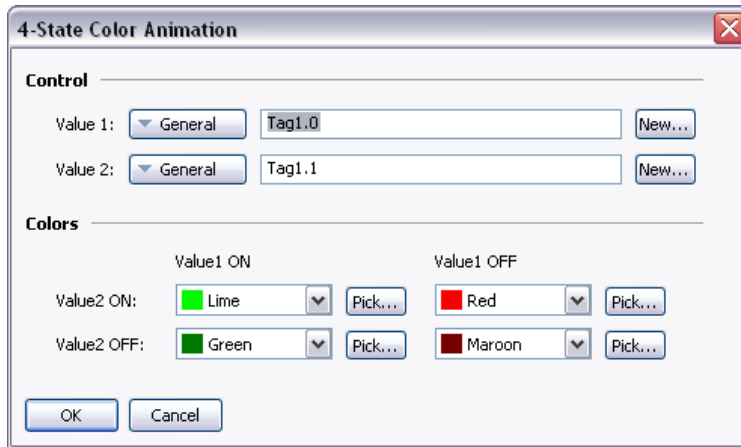 4-State Color Animation
Control
Value 1: General Tag1.0 New...
Value 2: General Tag1.1 New...
Colors
Value1 ON Value1 OFF
Value2 ON: Lime Pick... Red Pick...
Value2 OFF: Green Pick... Maroon Pick...
OK Cancel